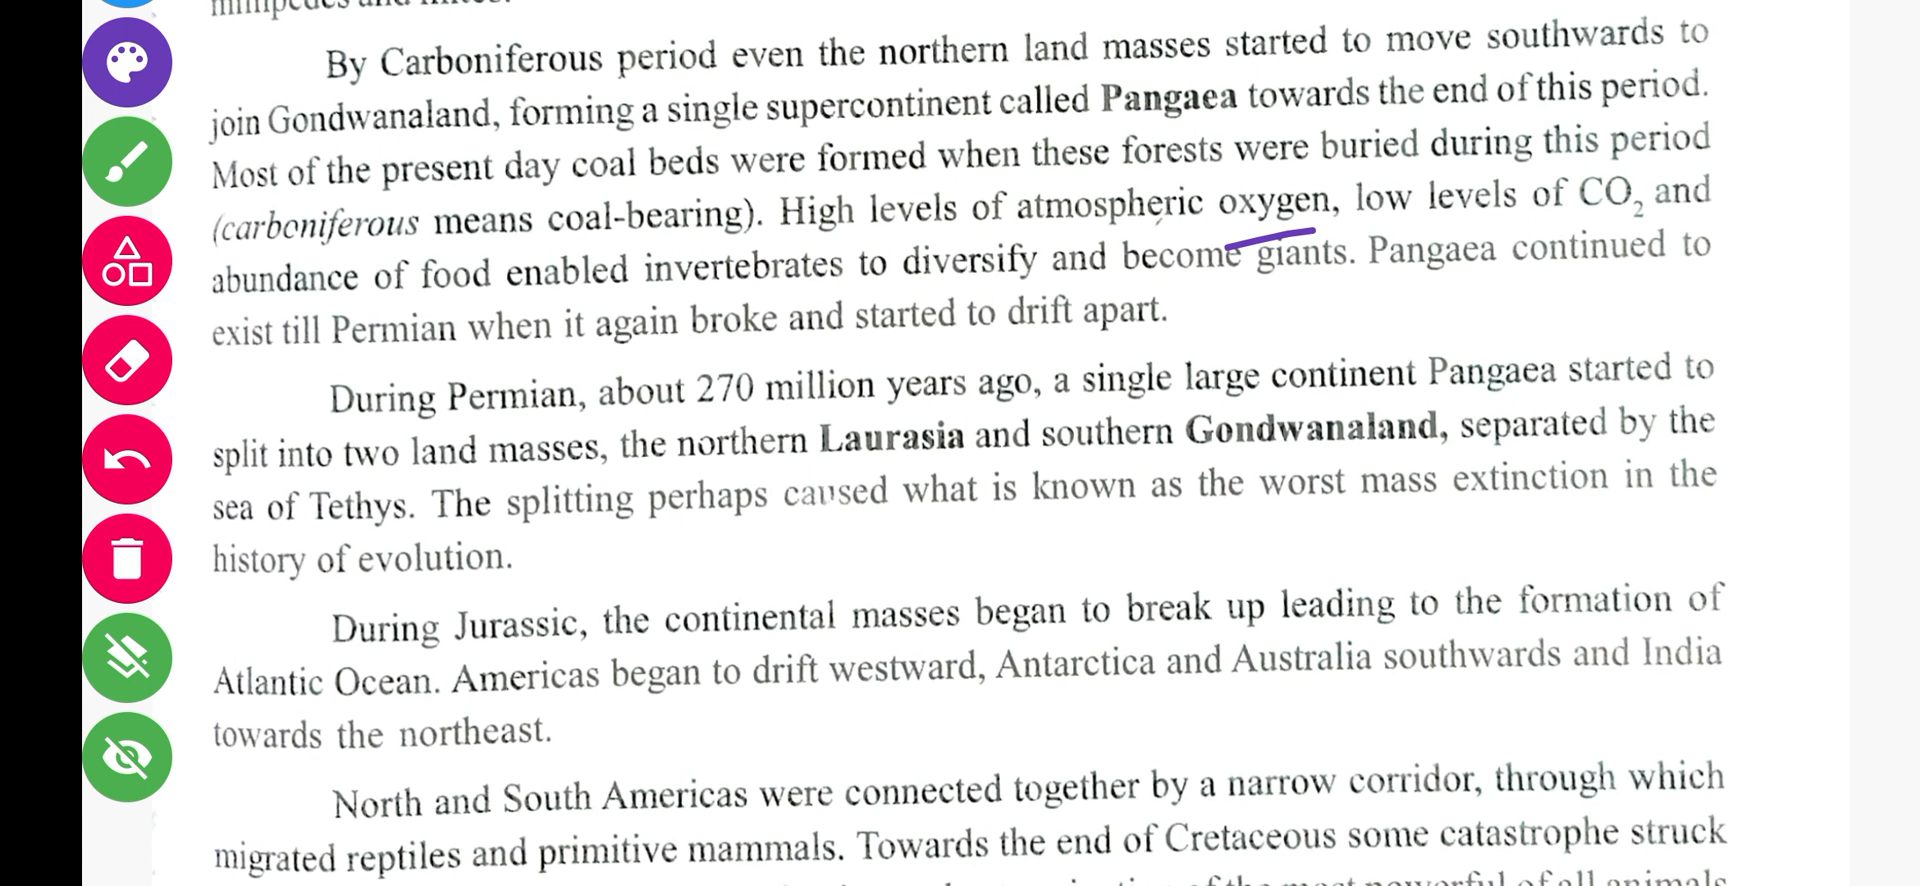 By Carboniferous period even the northern land masses started to move southwards to
join Gondwanaland, forming a single supercontinent called Pangaea towards the end of this period.
Most of the present day coal beds were formed when these forests were buried during this period
(carboniferous means coal-bearing). High levels of atmospheric oxygen, low levels of CO₂ and
abundance of food enabled invertebrates to diversify and become giants. Pangaea continued to
exist till Permian when it again broke and started to drift apart.
During Permian, about 270 million years ago, a single large continent Pangaea started to
split into two land masses, the northern Laurasia and southern Gondwanaland, separated by the
sea of Tethys. The splitting perhaps caused what is known as the worst mass extinction in the
history of evolution.
During Jurassic, the continental masses began to break up leading to the formation of
Atlantic Ocean. Americas began to drift westward, Antarctica and Australia southwards and India
towards the northeast.
North and South Americas were connected together by a narrow corridor, through which
migrated reptiles and primitive mammals. Towards the end of Cretaceous some catastrophe struck